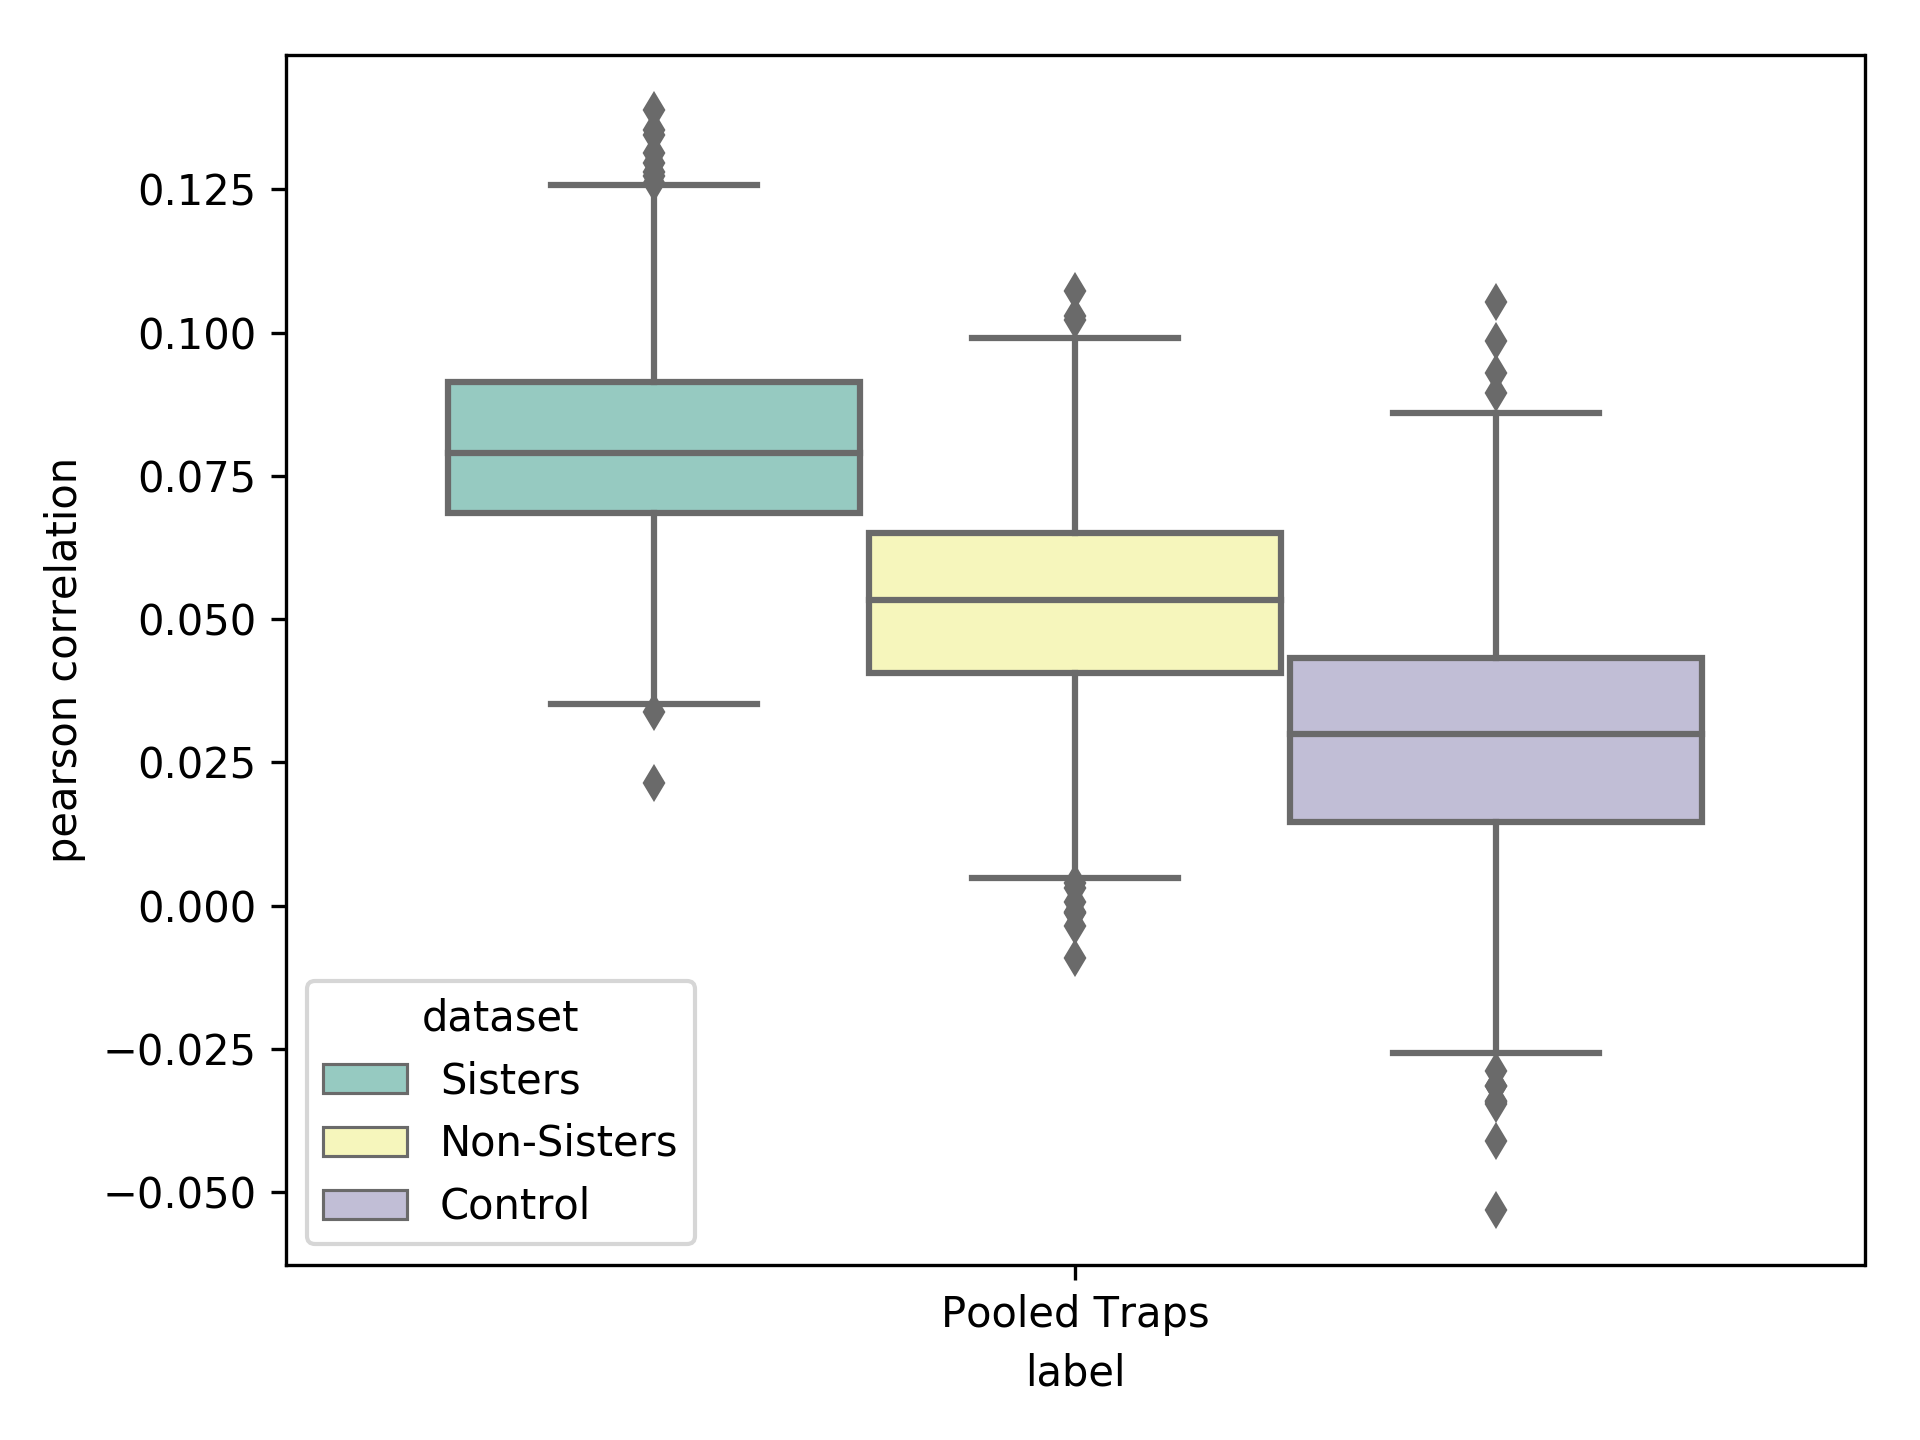 pearson correlation
0.125
0.100
0.075
0.050
0.025
0.000
−0.025
−0.050
dataset
Sisters
Non-Sisters
Control
Pooled Traps
label